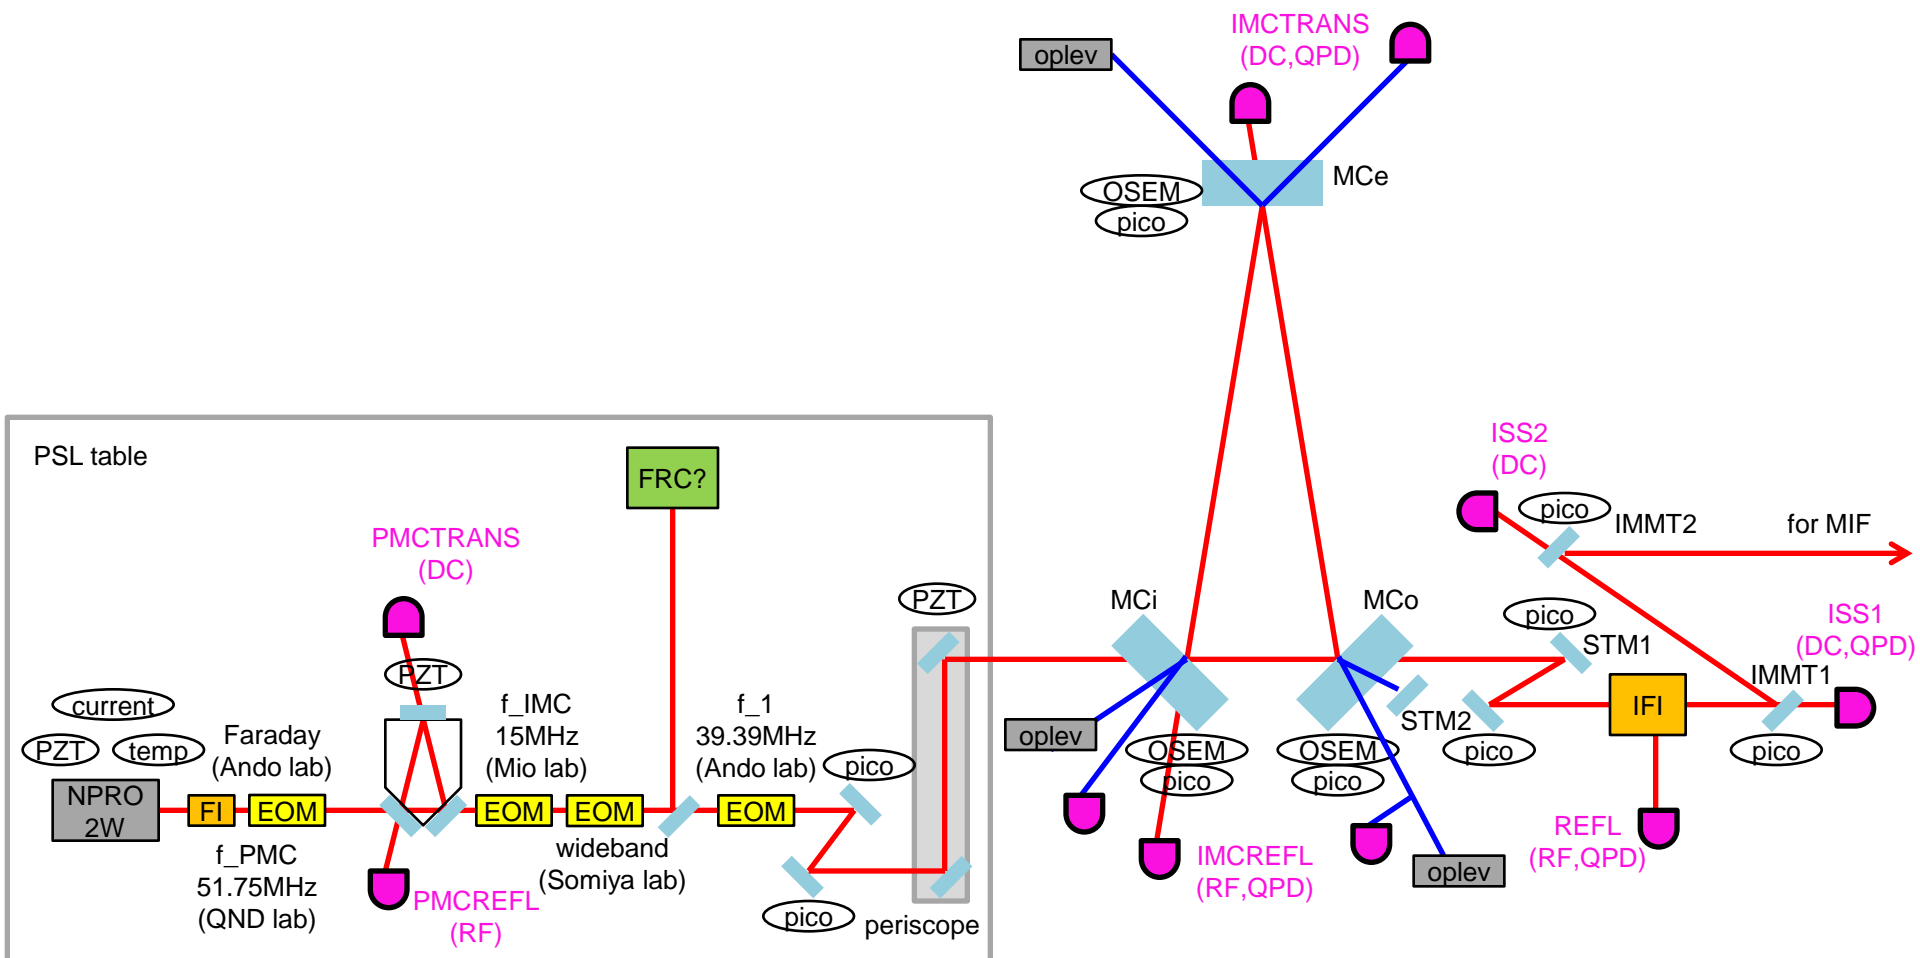 IMCTRANS
(DC,QPD)
oplev
MCe
OSEM
pico
PSL table
FRC?
PMCTRANS
(DC)
PZT
current
PZT
temp
Faraday
(Ando lab)
NPRO
2W
FI
EOM
f_PMC
51.75MHz
(QND lab)
PMCREFL
(RF)
f_IMC
15MHz
(Mio lab)
EOM
EOM
wideband
(Somiya lab)
f_1
39.39MHz
(Ando lab)
EOM
pico
pico
PZT
periscope
MCi
oplev
OSEM
pico
IMCREFL
(RF,QPD)
MCo
OSEM
pico
oplev
STM2
pico
pico
STM1
IFI
REFL
(RF,QPD)
ISS2
(DC)
pico
IMMT2
for MIF
ISS1
(DC,QPD)
IMMT1
pico